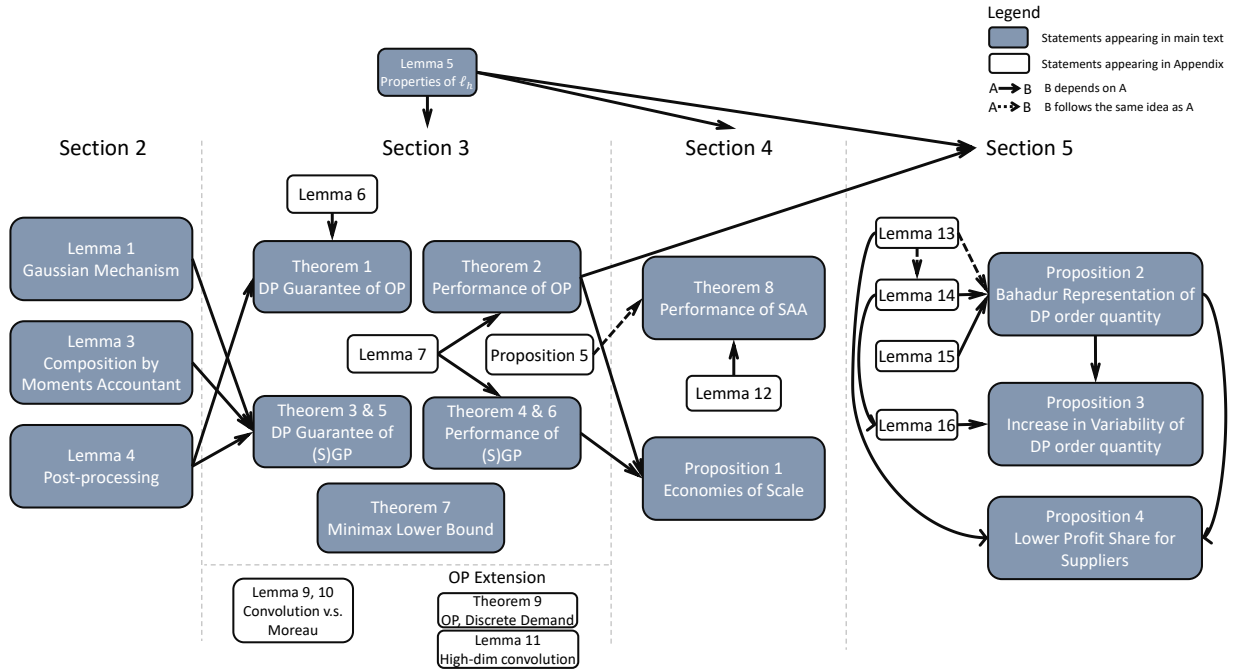 Legend
Statements appearing in main text
Statements appearing in Appendix
A B B depends on A
A B B follows the same idea as A
Lemma 5
Properties of ℓₕ
Section 2
Section 3
Section 4
Section 5
Lemma 6
Lemma 1
Gaussian Mechanism
Theorem 1
DP Guarantee of OP
Theorem 2
Performance of OP
Lemma 3
Composition by
Moments Accountant
Lemma 7
Proposition 5
Theorem 8
Performance of SAA
Lemma 12
Lemma 4
Post-processing
Theorem 3 & 5
DP Guarantee of
(S)GP
Theorem 4 & 6
Performance of
(S)GP
Proposition 1
Economies of Scale
Theorem 7
Minimax Lower Bound
Lemma 9, 10
Convolution v.s.
Moreau
OP Extension
Theorem 9
OP, Discrete Demand
Lemma 11
High-dim convolution
Lemma 13
Lemma 14
Lemma 15
Lemma 16
Proposition 2
Bahadur Representation of
DP order quantity
Proposition 3
Increase in Variability of
DP order quantity
Proposition 4
Lower Profit Share for
Suppliers